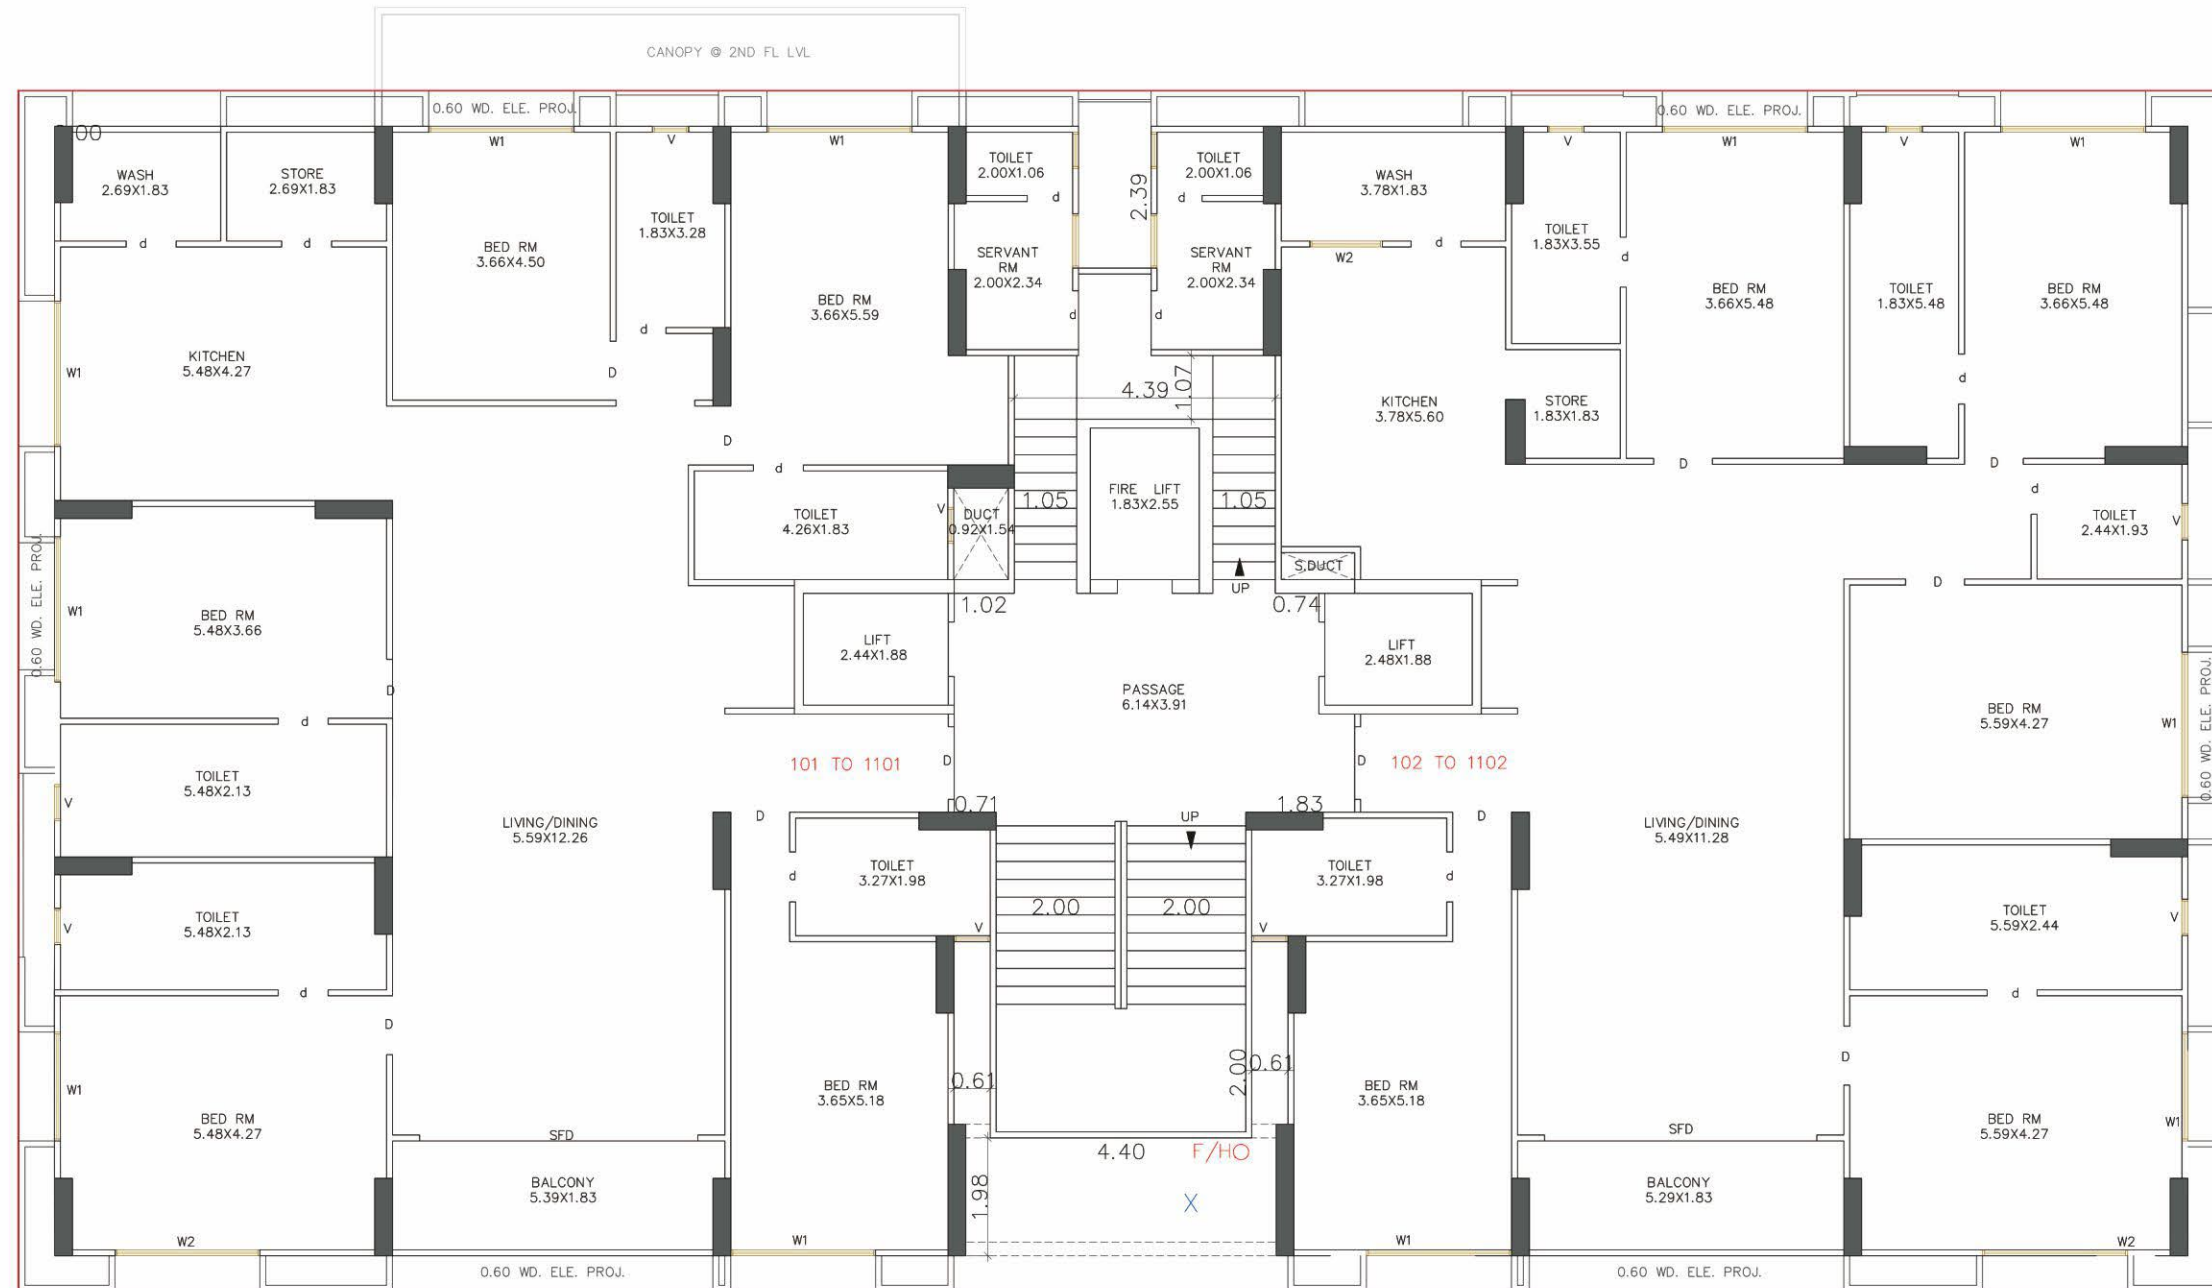 CANOPY @ 2ND FL LVL
0.60 WD. ELE. PROJ.
0.60 WD. ELE. PROJ.
W1
V
W1
V
W1
V
W1
WASH
2.69X1.83
STORE
2.69X1.83
d
d
BED RM
3.66X4.50
TOILET
1.83X3.28
d
D
BED RM
3.66X5.59
TOILET
2.00X1.06
d
SERVANT
RM
2.00X2.34
d
2.39
TOILET
2.00X1.06
d
SERVANT
RM
2.00X2.34
d
WASH
3.78X1.83
W2
d
TOILET
1.83X3.55
d
BED RM
3.66X5.48
TOILET
1.83X5.48
d
BED RM
3.66X5.48
KITCHEN
5.48X4.27
W1
D
4.39
1.07
KITCHEN
3.78X5.60
STORE
1.83X1.83
D
D
d
TOILET
4.26X1.83
d
V
DUCT
0.92X1.54
1.05
FIRE LIFT
1.83X2.55
1.05
UP
S.DUCT
TOILET
2.44X1.93
V
D
0.60 WD. ELE. PROJ.
W1
BED RM
5.48X3.66
D
d
1.02
0.74
LIFT
2.44X1.88
LIFT
2.48X1.88
PASSAGE
6.14X3.91
BED RM
5.59X4.27
W1
0.60 WD. ELE. PROJ.
101 TO 1101
D
D
102 TO 1102
TOILET
5.48X2.13
V
LIVING/DINING
5.59X12.26
D
0.71
UP
1.83
D
LIVING/DINING
5.49X11.28
TOILET
3.27X1.98
d
V
2.00
2.00
TOILET
3.27X1.98
d
V
TOILET
5.48X2.13
V
d
TOILET
5.59X2.44
V
d
D
D
W1
BED RM
5.48X4.27
W2
BED RM
3.65X5.18
W1
0.61
2.00
0.61
BED RM
3.65X5.18
W1
BED RM
5.59X4.27
W1
W2
SFD
SFD
4.40
F/HO
X
1.98
BALCONY
5.39X1.83
BALCONY
5.29X1.83
0.60 WD. ELE. PROJ.
0.60 WD. ELE. PROJ.